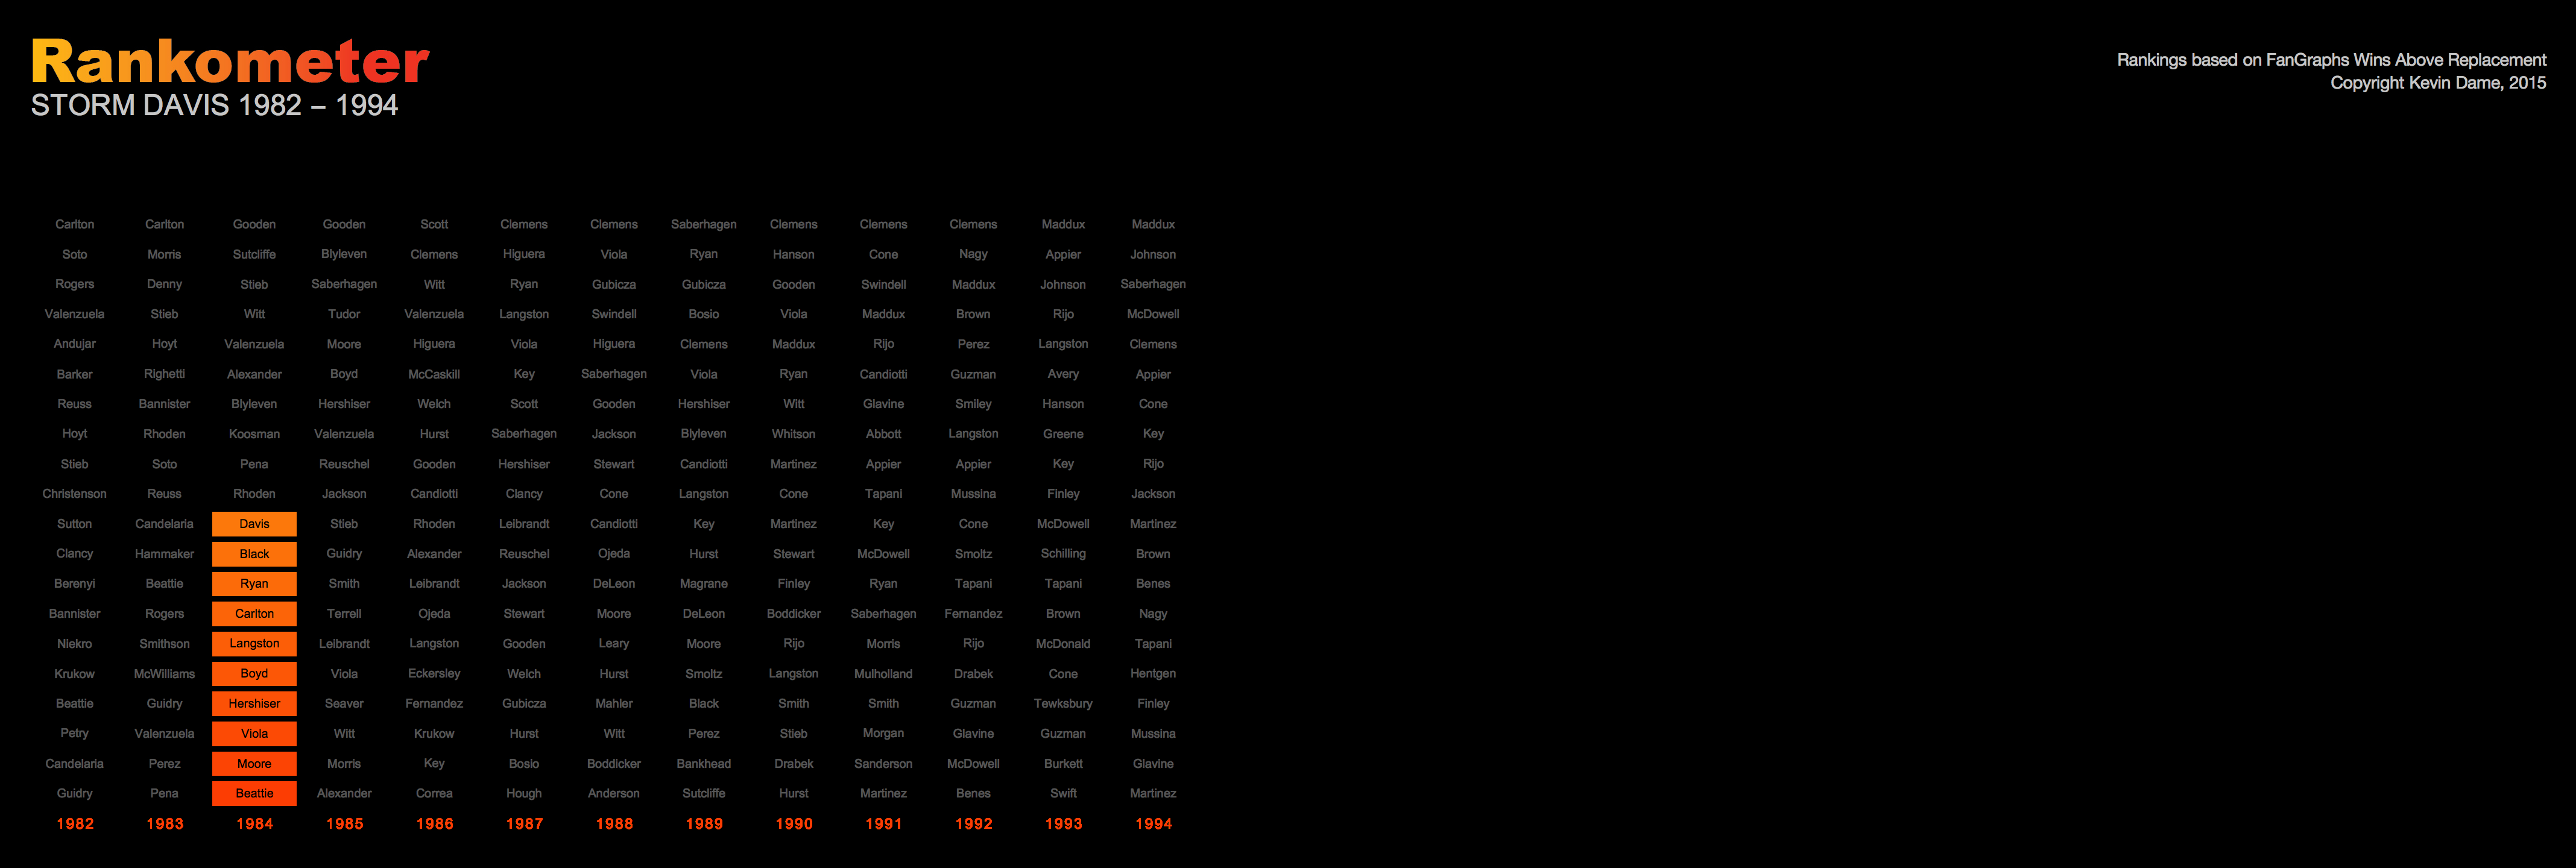 Rankometer
STORM DAVIS 1982 – 1994
Rankings based on FanGraphs Wins Above Replacement
Copyright Kevin Dame, 2015
Carlton Carlton Gooden Gooden Scott Clemens Clemens Saberhagen Clemens Clemens Clemens Maddux Maddux
Soto Morris Sutcliffe Blyleven Clemens Higuera Viola Ryan Hanson Cone Nagy Appier Johnson
Rogers Denny Stieb Saberhagen Witt Ryan Gubicza Gubicza Gooden Swindell Maddux Johnson Saberhagen
Valenzuela Stieb Witt Tudor Valenzuela Langston Swindell Bosio Viola Maddux Brown Rijo McDowell
Andujar Hoyt Valenzuela Moore Higuera Viola Higuera Clemens Maddux Rijo Perez Langston Clemens
Barker Righetti Alexander Boyd McCaskill Key Saberhagen Viola Ryan Candiotti Guzman Avery Appier
Reuss Bannister Blyleven Hershiser Welch Scott Gooden Hershiser Witt Glavine Smiley Hanson Cone
Hoyt Rhoden Koosman Valenzuela Hurst Saberhagen Jackson Blyleven Whitson Abbott Langston Greene Key
Stieb Soto Pena Reuschel Gooden Hershiser Stewart Candiotti Martinez Appier Appier Key Rijo
Christenson Reuss Rhoden Jackson Candiotti Clancy Cone Langston Cone Tapani Mussina Finley Jackson
Sutton Candelaria Davis Stieb Rhoden Leibrandt Candiotti Key Martinez Key Cone McDowell Martinez
Clancy Hammaker Black Guidry Alexander Reuschel Ojeda Hurst Stewart McDowell Smoltz Schilling Brown
Berenyi Beattie Ryan Smith Leibrandt Jackson DeLeon Magrane Finley Ryan Tapani Tapani Benes
Bannister Rogers Carlton Terrell Ojeda Stewart Moore DeLeon Boddicker Saberhagen Fernandez Brown Nagy
Niekro Smithson Langston Leibrandt Langston Gooden Leary Moore Rijo Morris Rijo McDonald Tapani
Krukow McWilliams Boyd Viola Eckersley Welch Hurst Smoltz Langston Mulholland Drabek Cone Hentgen
Beattie Guidry Hershiser Seaver Fernandez Gubicza Mahler Black Smith Smith Guzman Tewksbury Finley
Petry Valenzuela Viola Witt Krukow Hurst Witt Perez Stieb Morgan Glavine Guzman Mussina
Candelaria Perez Moore Morris Key Bosio Boddicker Bankhead Drabek Sanderson McDowell Burkett Glavine
Guidry Pena Beattie Alexander Correa Hough Anderson Sutcliffe Hurst Martinez Benes Swift Martinez
1982 1983 1984 1985 1986 1987 1988 1989 1990 1991 1992 1993 1994